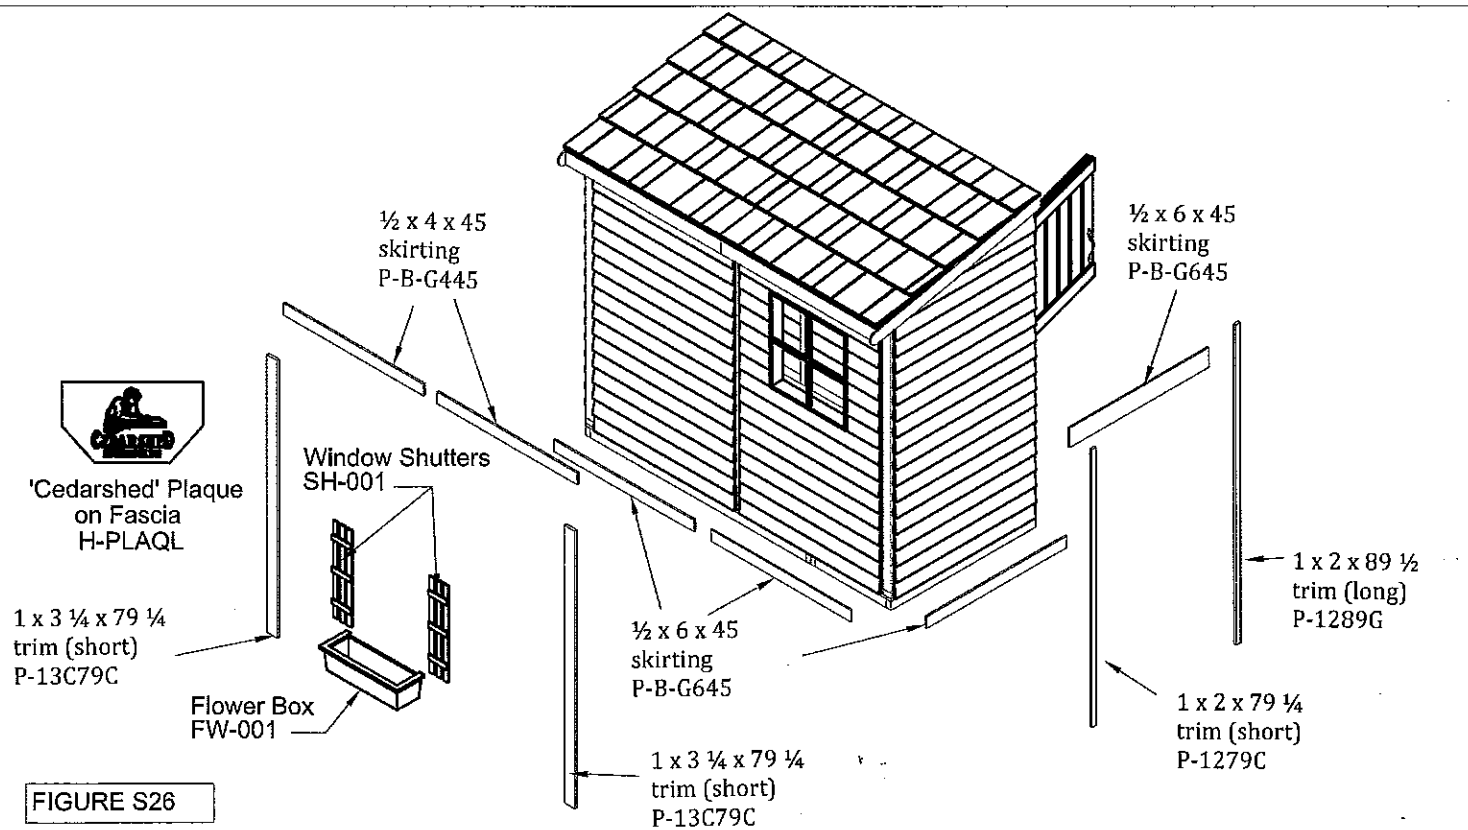 ½ x 4 x 45
skirting
P-B-G445
½ x 6 x 45
skirting
P-B-G645
CEDARSHED
'Cedarshed' Plaque
on Fascia
H-PLAQL
Window Shutters
SH-001
1 x 3 ¼ x 79 ¼
trim (short)
P-13C79C
Flower Box
FW-001
½ x 6 x 45
skirting
P-B-G645
1 x 2 x 89 ½
trim (long)
P-1289G
1 x 2 x 79 ¼
trim (short)
P-1279C
1 x 3 ¼ x 79 ¼
trim (short)
P-13C79C
FIGURE S26